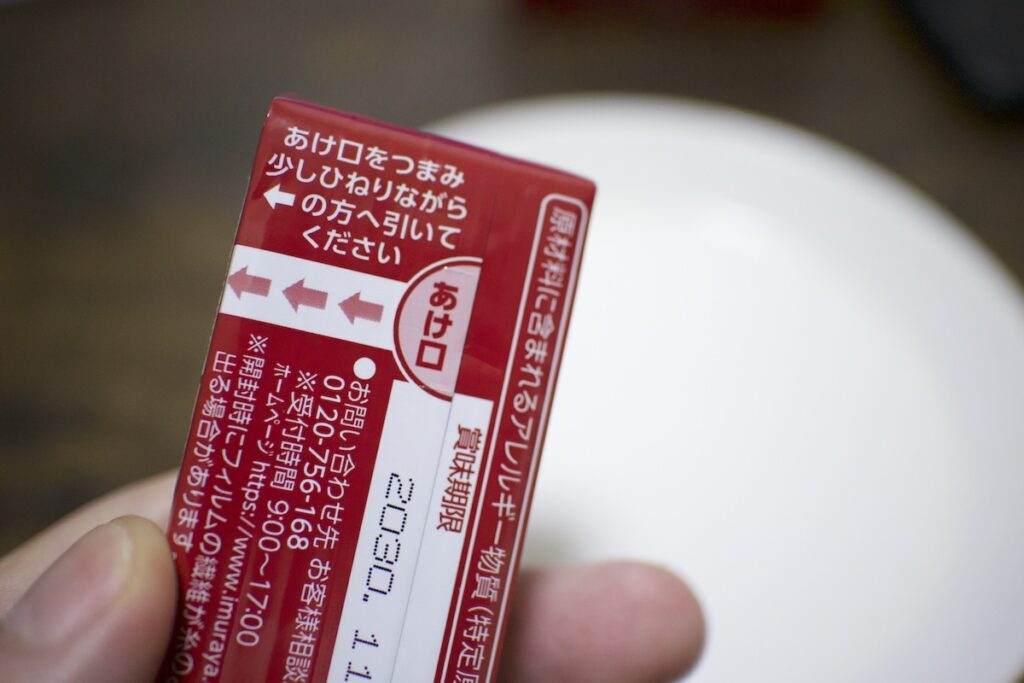 あけ口をつまみ
少しひねりながら
⬅の方へ引いて
ください
あけ口
原材料に含まれるアレルギー物質(特定原
賞味期限
2030. 11
●お問い合わせ先 お客様相談
0120-756-168
※受付時間 9:00~17:00
ホームページ https://www.imuraya.
※開封時にフィルムの繊維が糸の
出る場合があります。